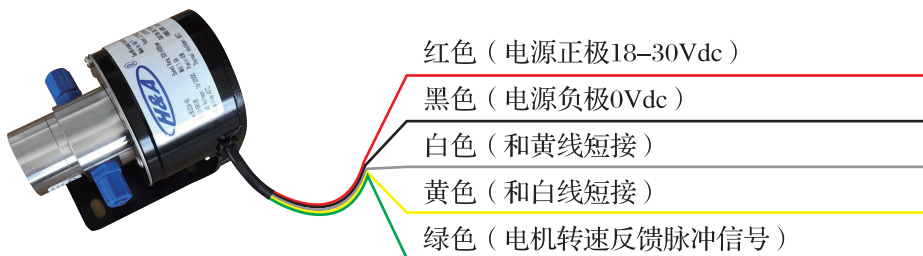 H&A
红色（电源正极18-30Vdc）
黑色（电源负极0Vdc）
白色（和黄线短接）
黄色（和白线短接）
绿色（电机转速反馈脉冲信号）